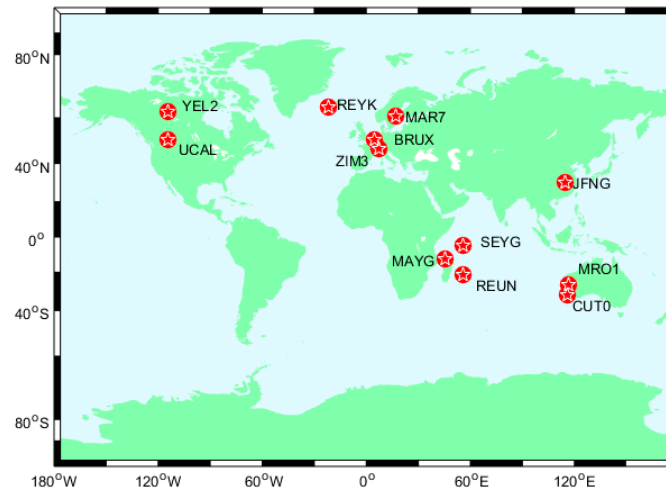 80°N
YEL2
REYK
MAR7
UCAL
BRUX
40°N
ZIM3
JFNG
0°
SEYG
MAYG
MRO1
REUN
40°S
CUT0
80°S
180°W
120°W
60°W
0°
60°E
120°E